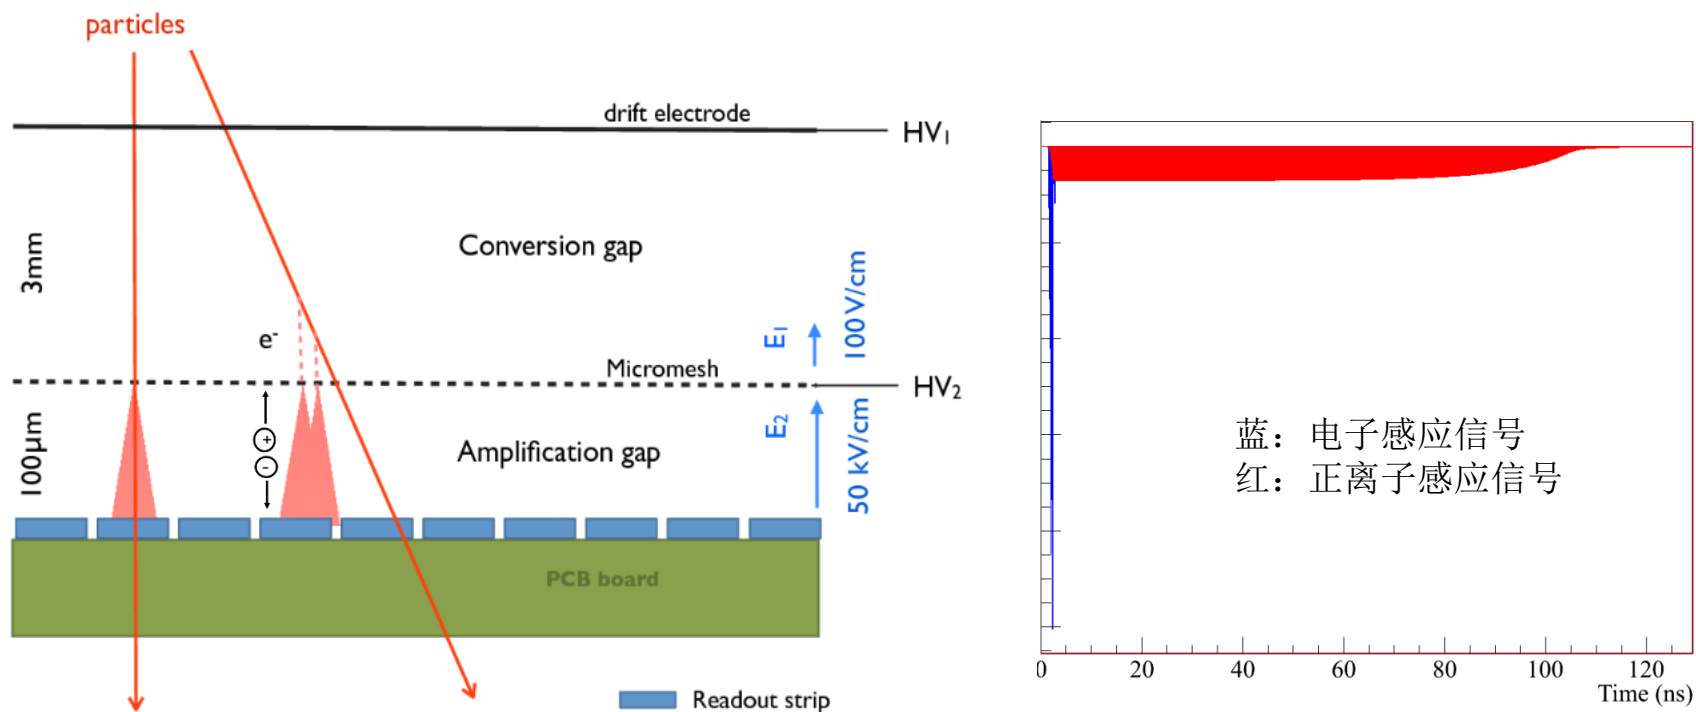 particles
drift electrode
HV₁
3mm
Conversion gap
e⁻
E₁
100 V/cm
Micromesh
HV₂
100μm
+
-
Amplification gap
E₂
50 kV/cm
PCB board
Readout strip
蓝：电子感应信号
红：正离子感应信号
0 20 40 60 80 100 120
Time (ns)